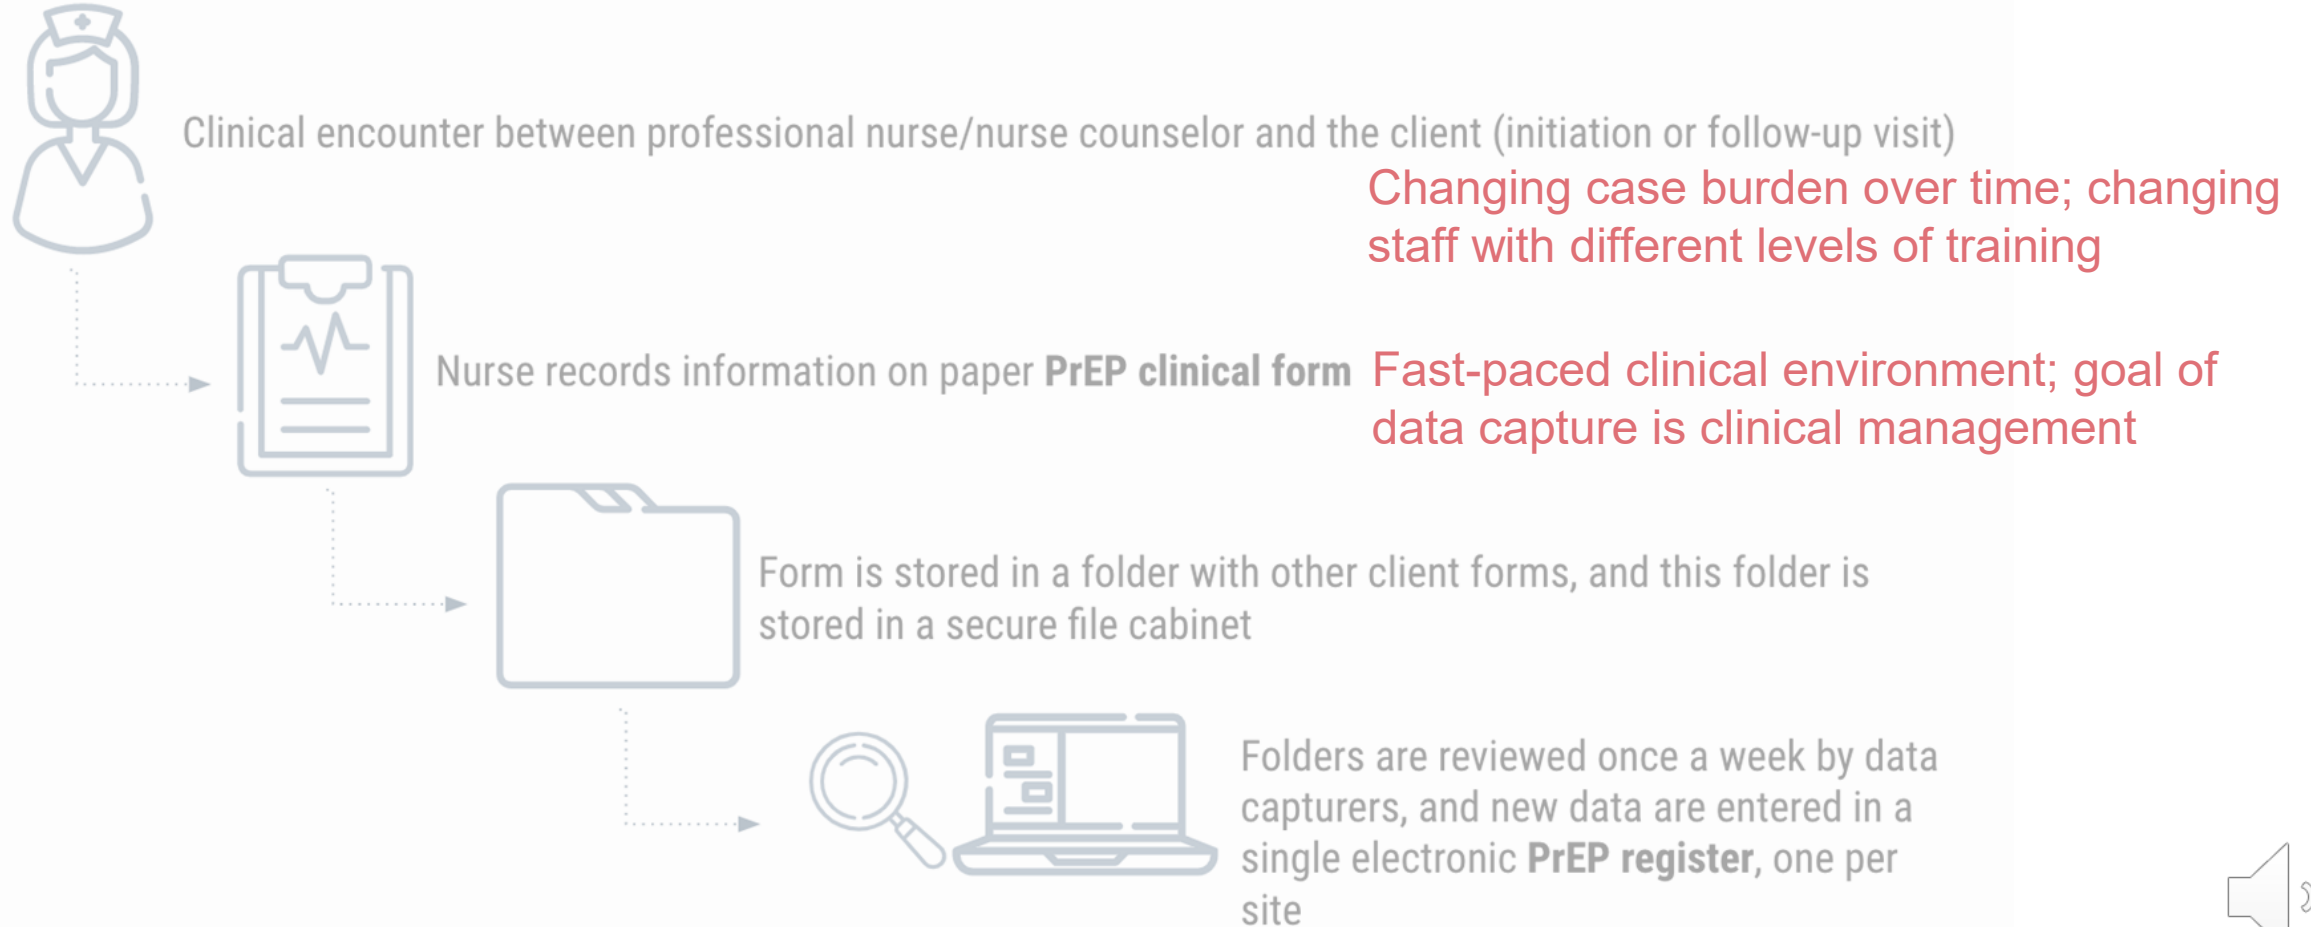 Clinical encounter between professional nurse/nurse counselor and the client (initiation or follow-up visit)
Changing case burden over time; changing
staff with different levels of training
Nurse records information on paper PrEP clinical form
Fast-paced clinical environment; goal of
data capture is clinical management
Form is stored in a folder with other client forms, and this folder is
stored in a secure file cabinet
Folders are reviewed once a week by data
capturers, and new data are entered in a
single electronic PrEP register, one per
site